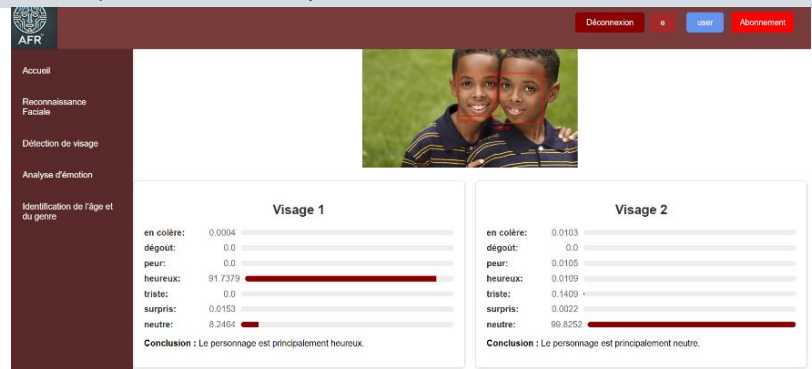 AFR
Déconnexion e user Abonnement
Accueil
Reconnaissance
Faciale
Détection de visage
Analyse d'émotion
Identification de l'âge et
du genre
Visage 1
en colère: 0.0004
dégoût: 0.0
peur: 0.0
heureux: 91.7379
triste: 0.0
surpris: 0.0153
neutre: 8.2464
Conclusion : Le personnage est principalement heureux.
Visage 2
en colère: 0.0103
dégoût: 0.0
peur: 0.0105
heureux: 0.0109
triste: 0.1409
surpris: 0.0022
neutre: 99.8252
Conclusion : Le personnage est principalement neutre.